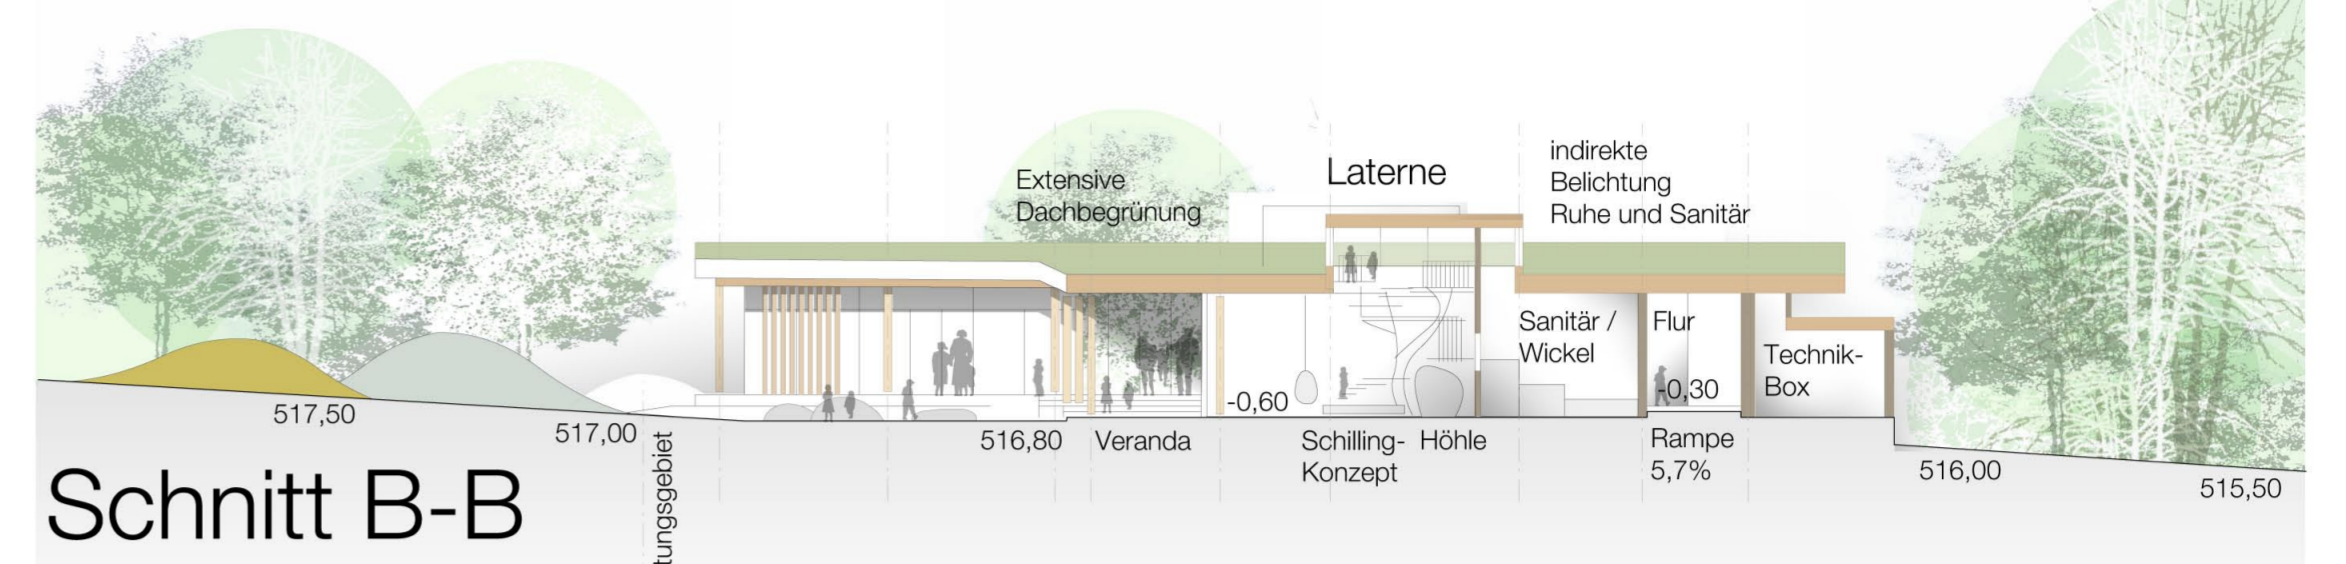 Extensive
Dachbegrünung
Laterne
indirekte
Belichtung
Ruhe und Sanitär
Sanitär /
Wickel
Flur
-0,30
Technik-
Box
-0,60
517,50
517,00
tungsgebiet
516,80
Veranda
Schilling-
Konzept
Höhle
Rampe
5,7%
516,00
515,50
Schnitt B-B